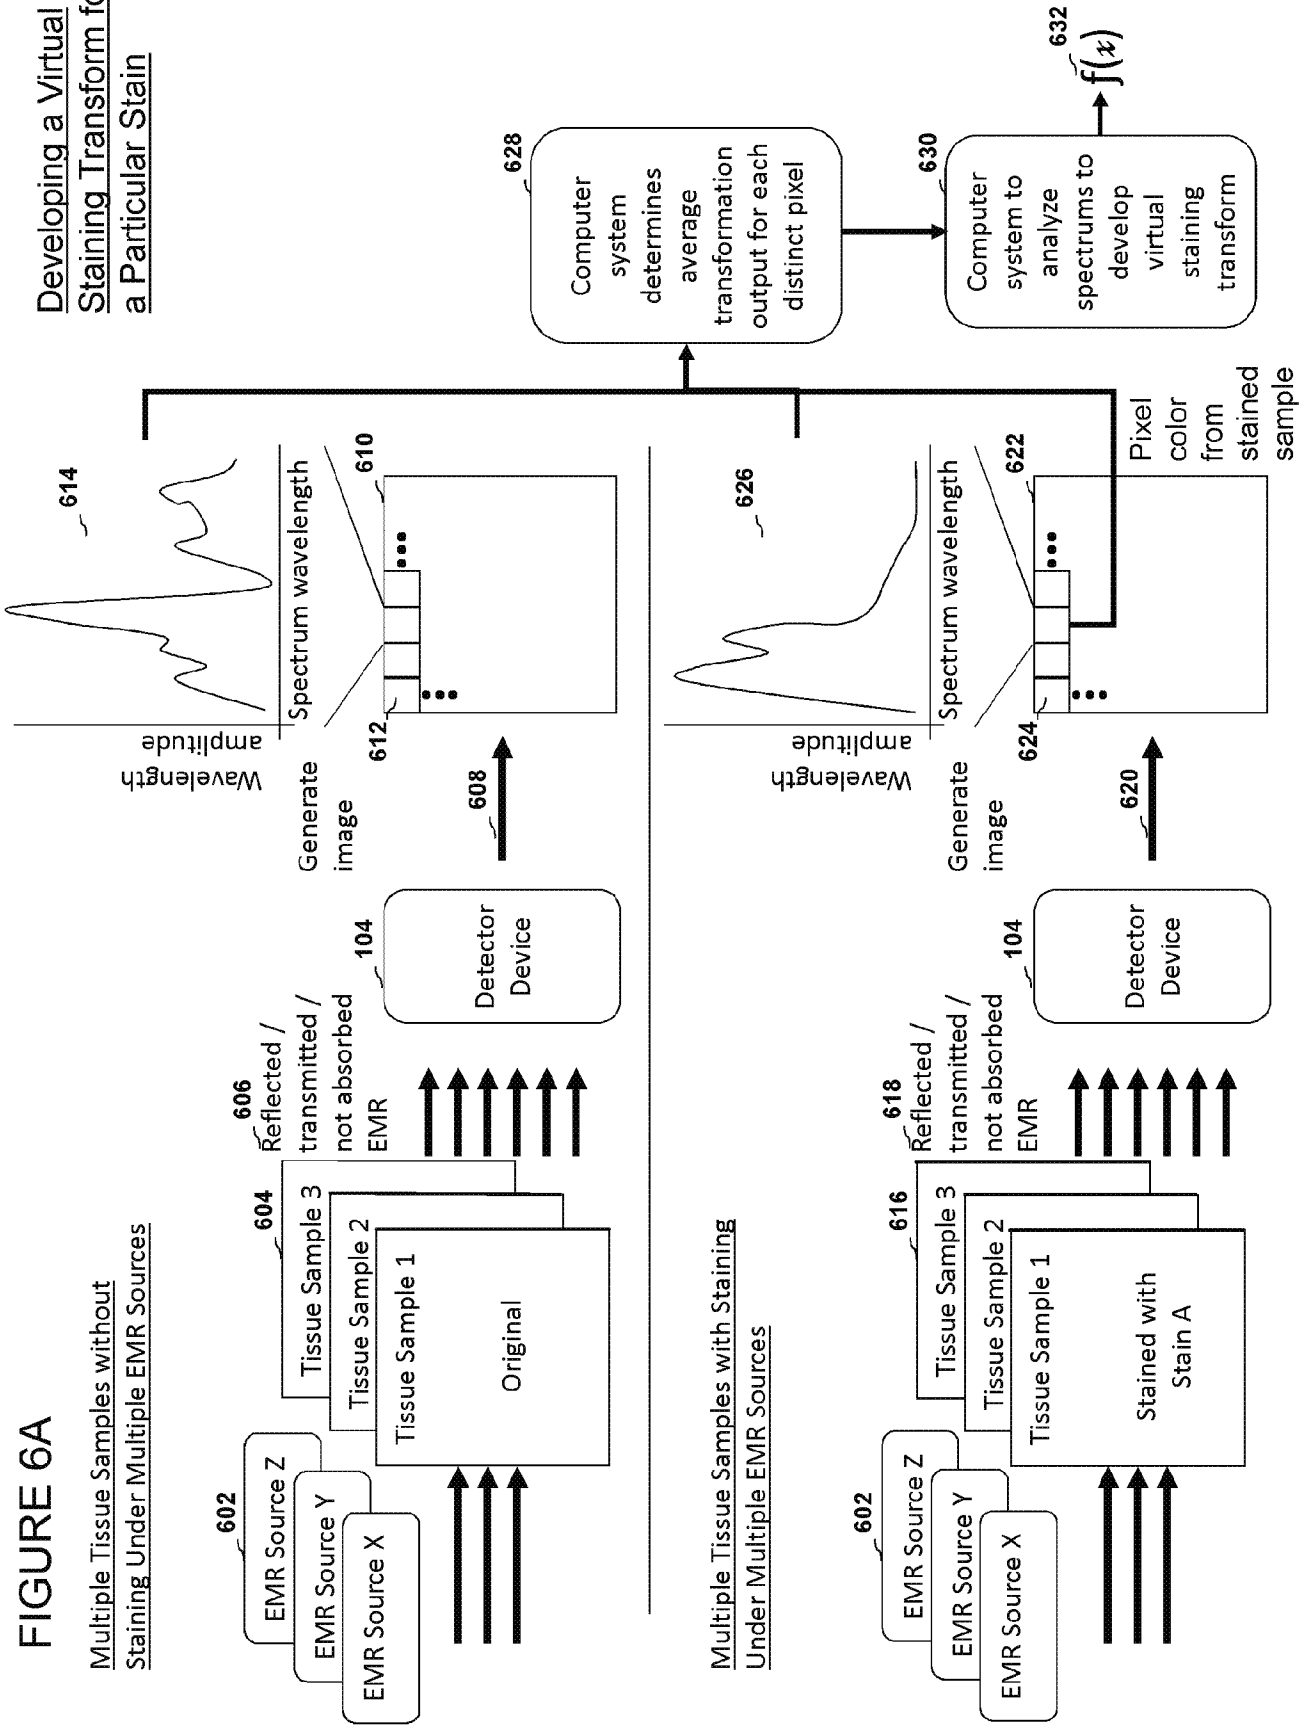 FIGURE 6A
Developing a Virtual
Staining Transform fo
a Particular Stain
Multiple Tissue Samples without
Staining Under Multiple EMR Sources
602
EMR Source Z
EMR Source Y
EMR Source X
604
Tissue Sample 3
Tissue Sample 2
Tissue Sample 1
Original
606
Reflected /
transmitted /
not absorbed
EMR
104
Detector
Device
Generate
image
608
Wavelength
amplitude
614
Spectrum wavelength
612
610
Multiple Tissue Samples with Staining
Under Multiple EMR Sources
602
EMR Source Z
EMR Source Y
EMR Source X
616
Tissue Sample 3
Tissue Sample 2
Tissue Sample 1
Stained with
Stain A
618
Reflected /
transmitted /
not absorbed
EMR
104
Detector
Device
Generate
image
620
Wavelength
amplitude
626
Spectrum wavelength
624
622
Pixel
color
from
stained
sample
628
Computer
system
determines
average
transformation
output for each
distinct pixel
630
Computer
system to
analyze
spectrums to
develop
virtual
staining
transform
632
f(x)